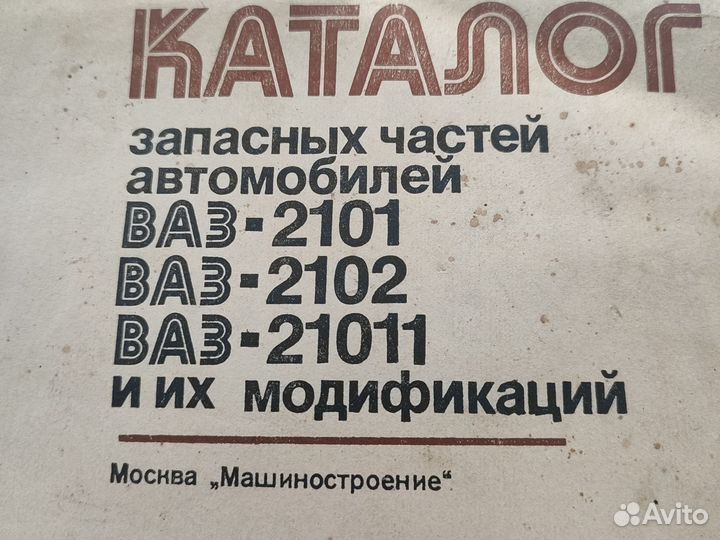 КАТАЛОГ
запасных частей
автомобилей
ВАЗ-2101
ВАЗ-2102
ВАЗ-21011
и их модификаций
Москва „Машиностроение“
Avito